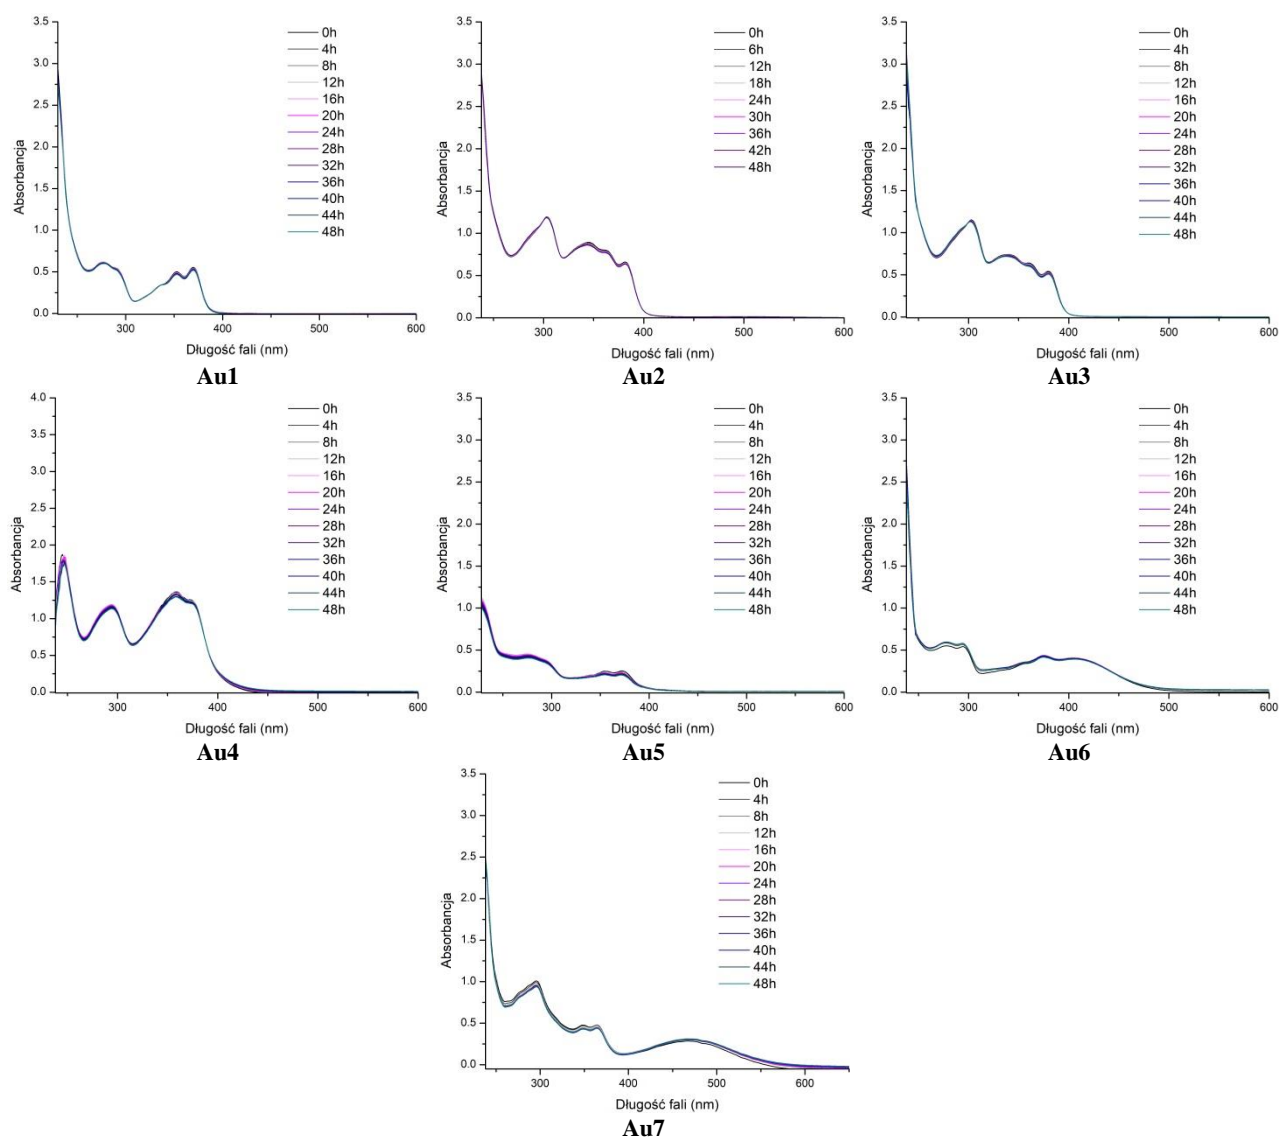 3.5
3.0
2.5
2.0
1.5
1.0
0.5
0.0
Absorbancja
0h
4h
8h
12h
16h
20h
24h
28h
32h
36h
40h
44h
48h
300 400 500 600
Długość fali (nm)
Au1
3.5
3.0
2.5
2.0
1.5
1.0
0.5
0.0
Absorbancja
0h
6h
12h
18h
24h
30h
36h
42h
48h
300 400 500 600
Długość fali (nm)
Au2
3.5
3.0
2.5
2.0
1.5
1.0
0.5
0.0
Absorbancja
0h
4h
8h
12h
16h
20h
24h
28h
32h
36h
40h
44h
48h
300 400 500 600
Długość fali (nm)
Au3
4.0
3.5
3.0
2.5
2.0
1.5
1.0
0.5
0.0
Absorbancja
0h
4h
8h
12h
16h
20h
24h
28h
32h
36h
40h
44h
48h
300 400 500 600
Długość fali (nm)
Au4
3.5
3.0
2.5
2.0
1.5
1.0
0.5
0.0
Absorbancja
0h
4h
8h
12h
16h
20h
24h
28h
32h
36h
40h
44h
48h
300 400 500 600
Długość fali (nm)
Au5
3.5
3.0
2.5
2.0
1.5
1.0
0.5
0.0
Absorbancja
0h
4h
8h
12h
16h
20h
24h
28h
32h
36h
40h
44h
48h
300 400 500 600
Długość fali (nm)
Au6
3.5
3.0
2.5
2.0
1.5
1.0
0.5
0.0
Absorbancja
0h
4h
8h
12h
16h
20h
24h
28h
32h
36h
40h
44h
48h
300 400 500 600
Długość fali (nm)
Au7